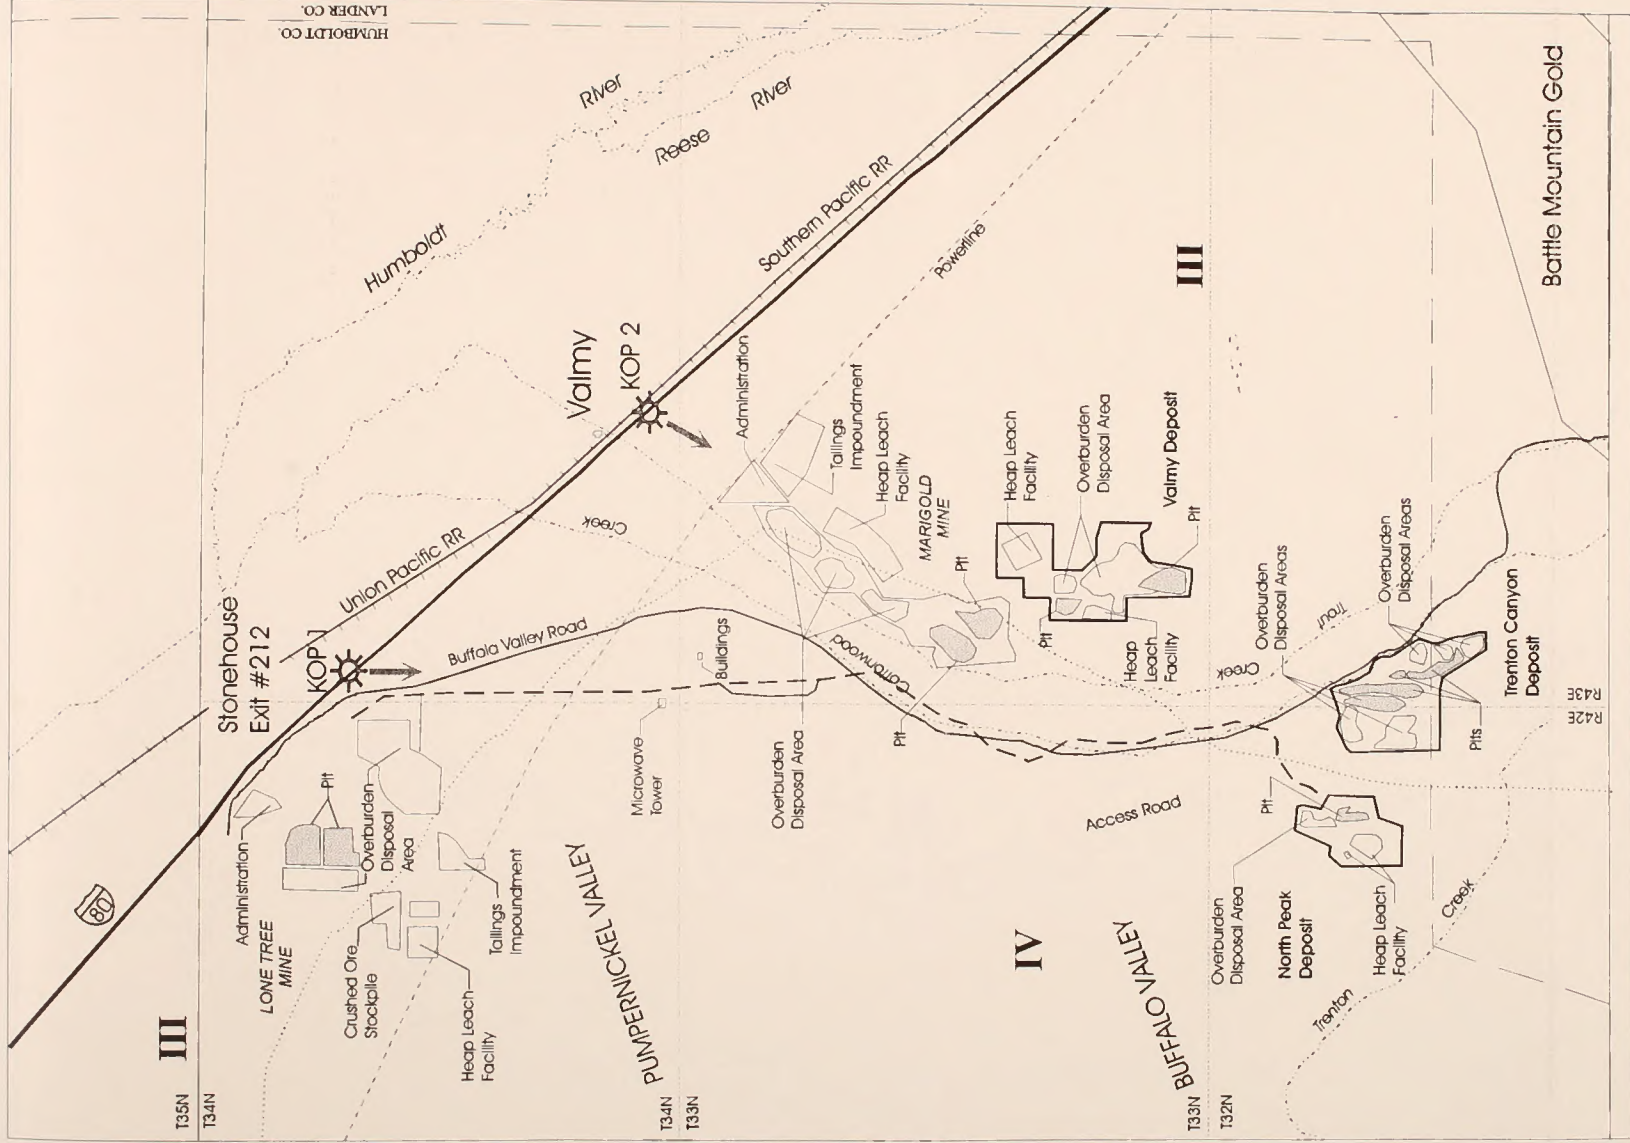 LANDER CO.
HUMBOLDT CO.
Humboldt
River
Reese
River
Southern Pacific RR
Powerline
Valmy
KOP 2
Union Pacific RR
Stonehouse
Exit #212
KOP 1
Buffola Valley Road
Creek
80
III
T35N
T34N
Administration
LONE TREE
MINE
Pit
Overburden
Disposal
Area
Crushed Ore
Stockpile
Heap Leach
Facility
Tailings
Impoundment
PUMPERNICKEL VALLEY
T34N
T33N
Microwave
Tower
Buildings
Administration
Tailings
Impoundment
Heap Leach
Facility
MARIGOLD
MINE
Pit
Overburden
Disposal Area
Cottonwood
Pit
Heap Leach
Facility
Overburden
Disposal Area
Valmy Deposit
Pit
Pit
Heap
Leach
Facility
III
IV
Access Road
BUFFALO VALLEY
T33N
T32N
Creek
Trout
Overburden
Disposal Areas
Overburden
Disposal Areas
Trenton Canyon
Deposit
Pits
R43E
R42E
Pit
Overburden
Disposal Area
North Peak
Deposit
Heap Leach
Facility
Trenton
Creek
Battle Mountain Gold